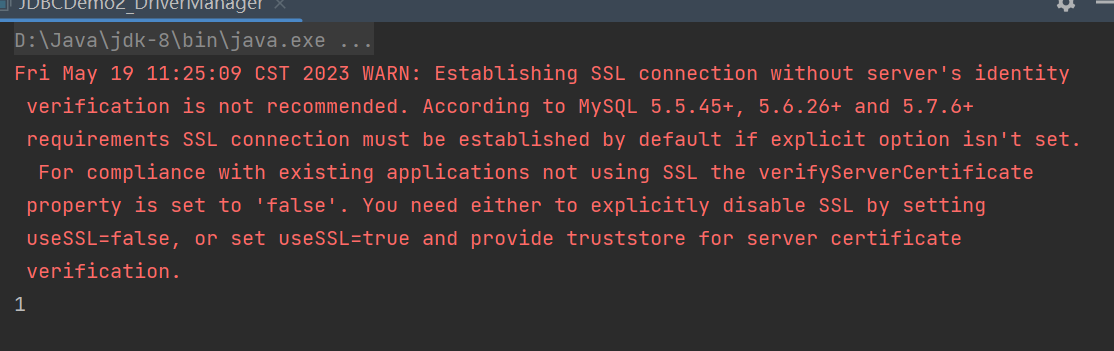 JDBCDemo2_DriverManager
D:\Java\jdk-8\bin\java.exe ...
Fri May 19 11:25:09 CST 2023 WARN: Establishing SSL connection without server's identity
verification is not recommended. According to MySQL 5.5.45+, 5.6.26+ and 5.7.6+
requirements SSL connection must be established by default if explicit option isn't set.
For compliance with existing applications not using SSL the verifyServerCertificate
property is set to 'false'. You need either to explicitly disable SSL by setting
useSSL=false, or set useSSL=true and provide truststore for server certificate
verification.
1